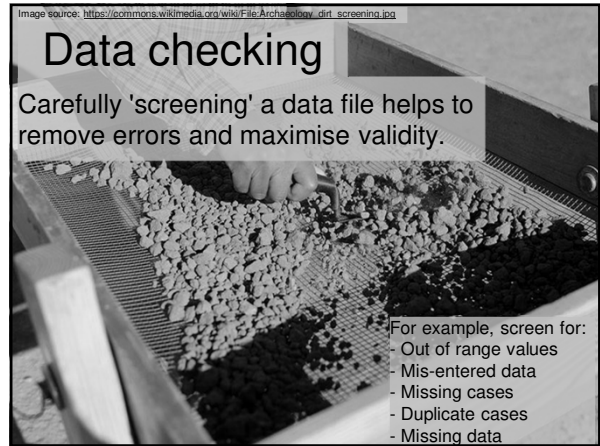 Image source: https://commons.wikimedia.org/wiki/File:Archaeology_dirt_screening.jpg
Data checking
Carefully 'screening' a data file helps to
remove errors and maximise validity.
For example, screen for:
- Out of range values
- Mis-entered data
- Missing cases
- Duplicate cases
- Missing data